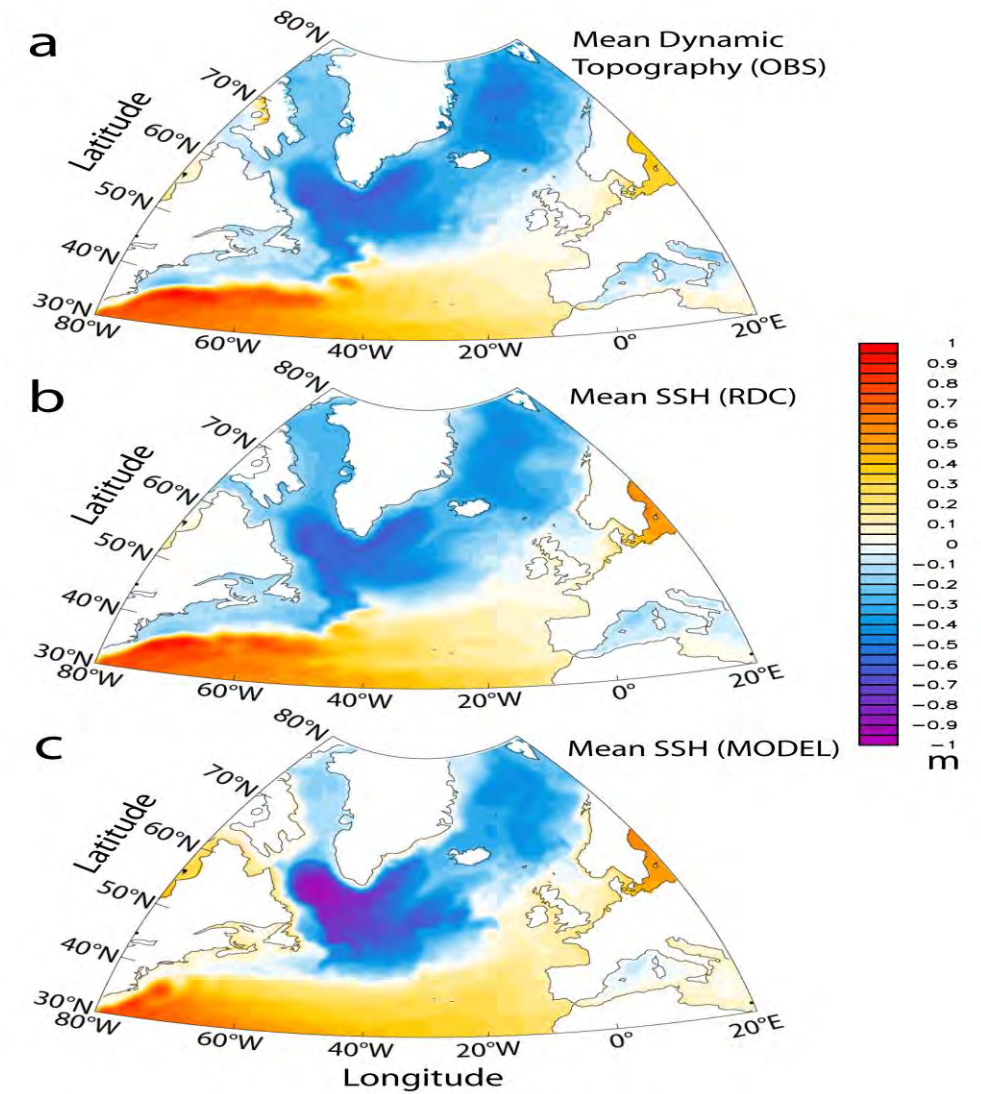 a
Mean Dynamic
Topography (OBS)
80°N
70°N
60°N
50°N
40°N
30°N
Latitude
80°W
60°W
40°W
20°W
0°
20°E
b
Mean SSH (RDC)
80°N
70°N
60°N
50°N
40°N
30°N
Latitude
80°W
60°W
40°W
20°W
0°
20°E
c
Mean SSH (MODEL)
80°N
70°N
60°N
50°N
40°N
30°N
Latitude
80°W
60°W
40°W
20°W
0°
20°E
Longitude
1
0.9
0.8
0.7
0.6
0.5
0.4
0.3
0.2
0.1
0
−0.1
−0.2
−0.3
−0.4
−0.5
−0.6
−0.7
−0.8
−0.9
−1
m